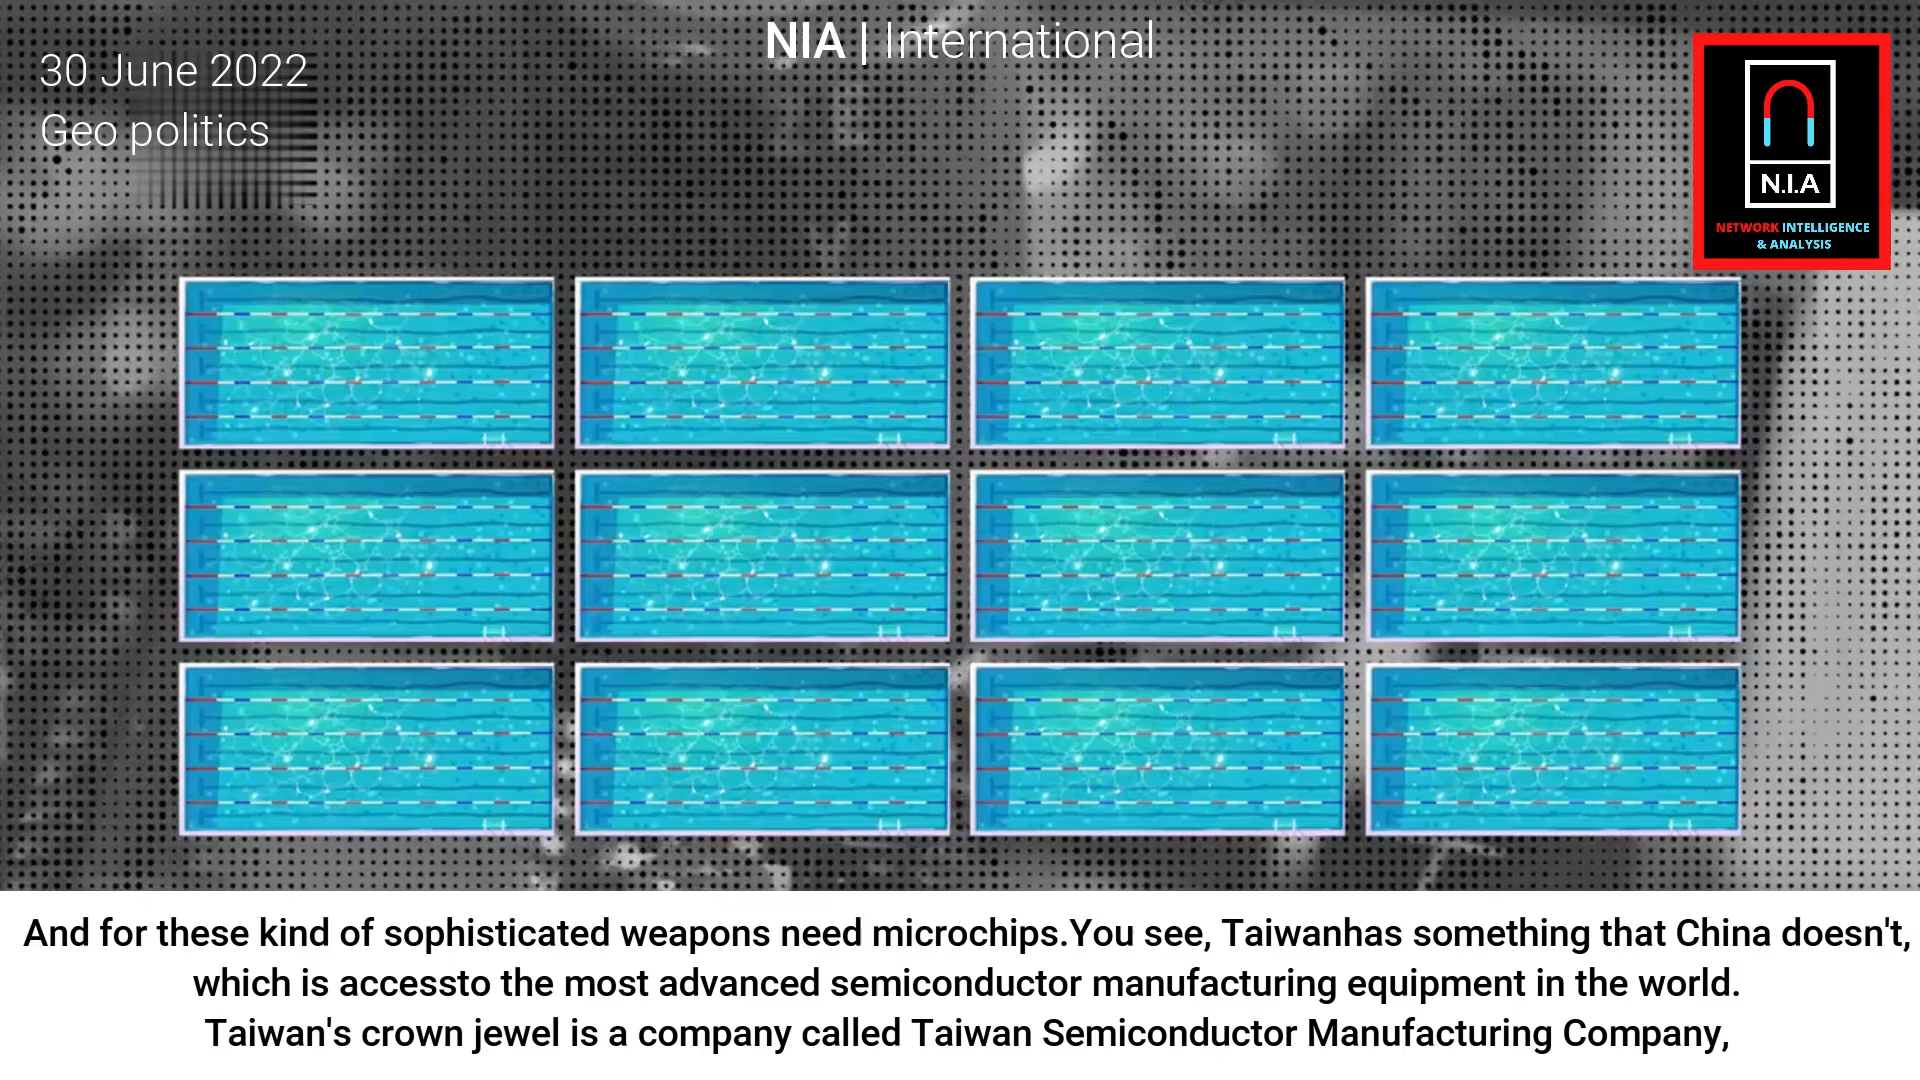 NIA | International
30 June 2022
Geo politics
N.I.A
NETWORK INTELLIGENCE
& ANALYSIS
And for these kind of sophisticated weapons need microchips.You see, Taiwanhas something that China doesn't,
which is accessto the most advanced semiconductor manufacturing equipment in the world.
Taiwan's crown jewel is a company called Taiwan Semiconductor Manufacturing Company,